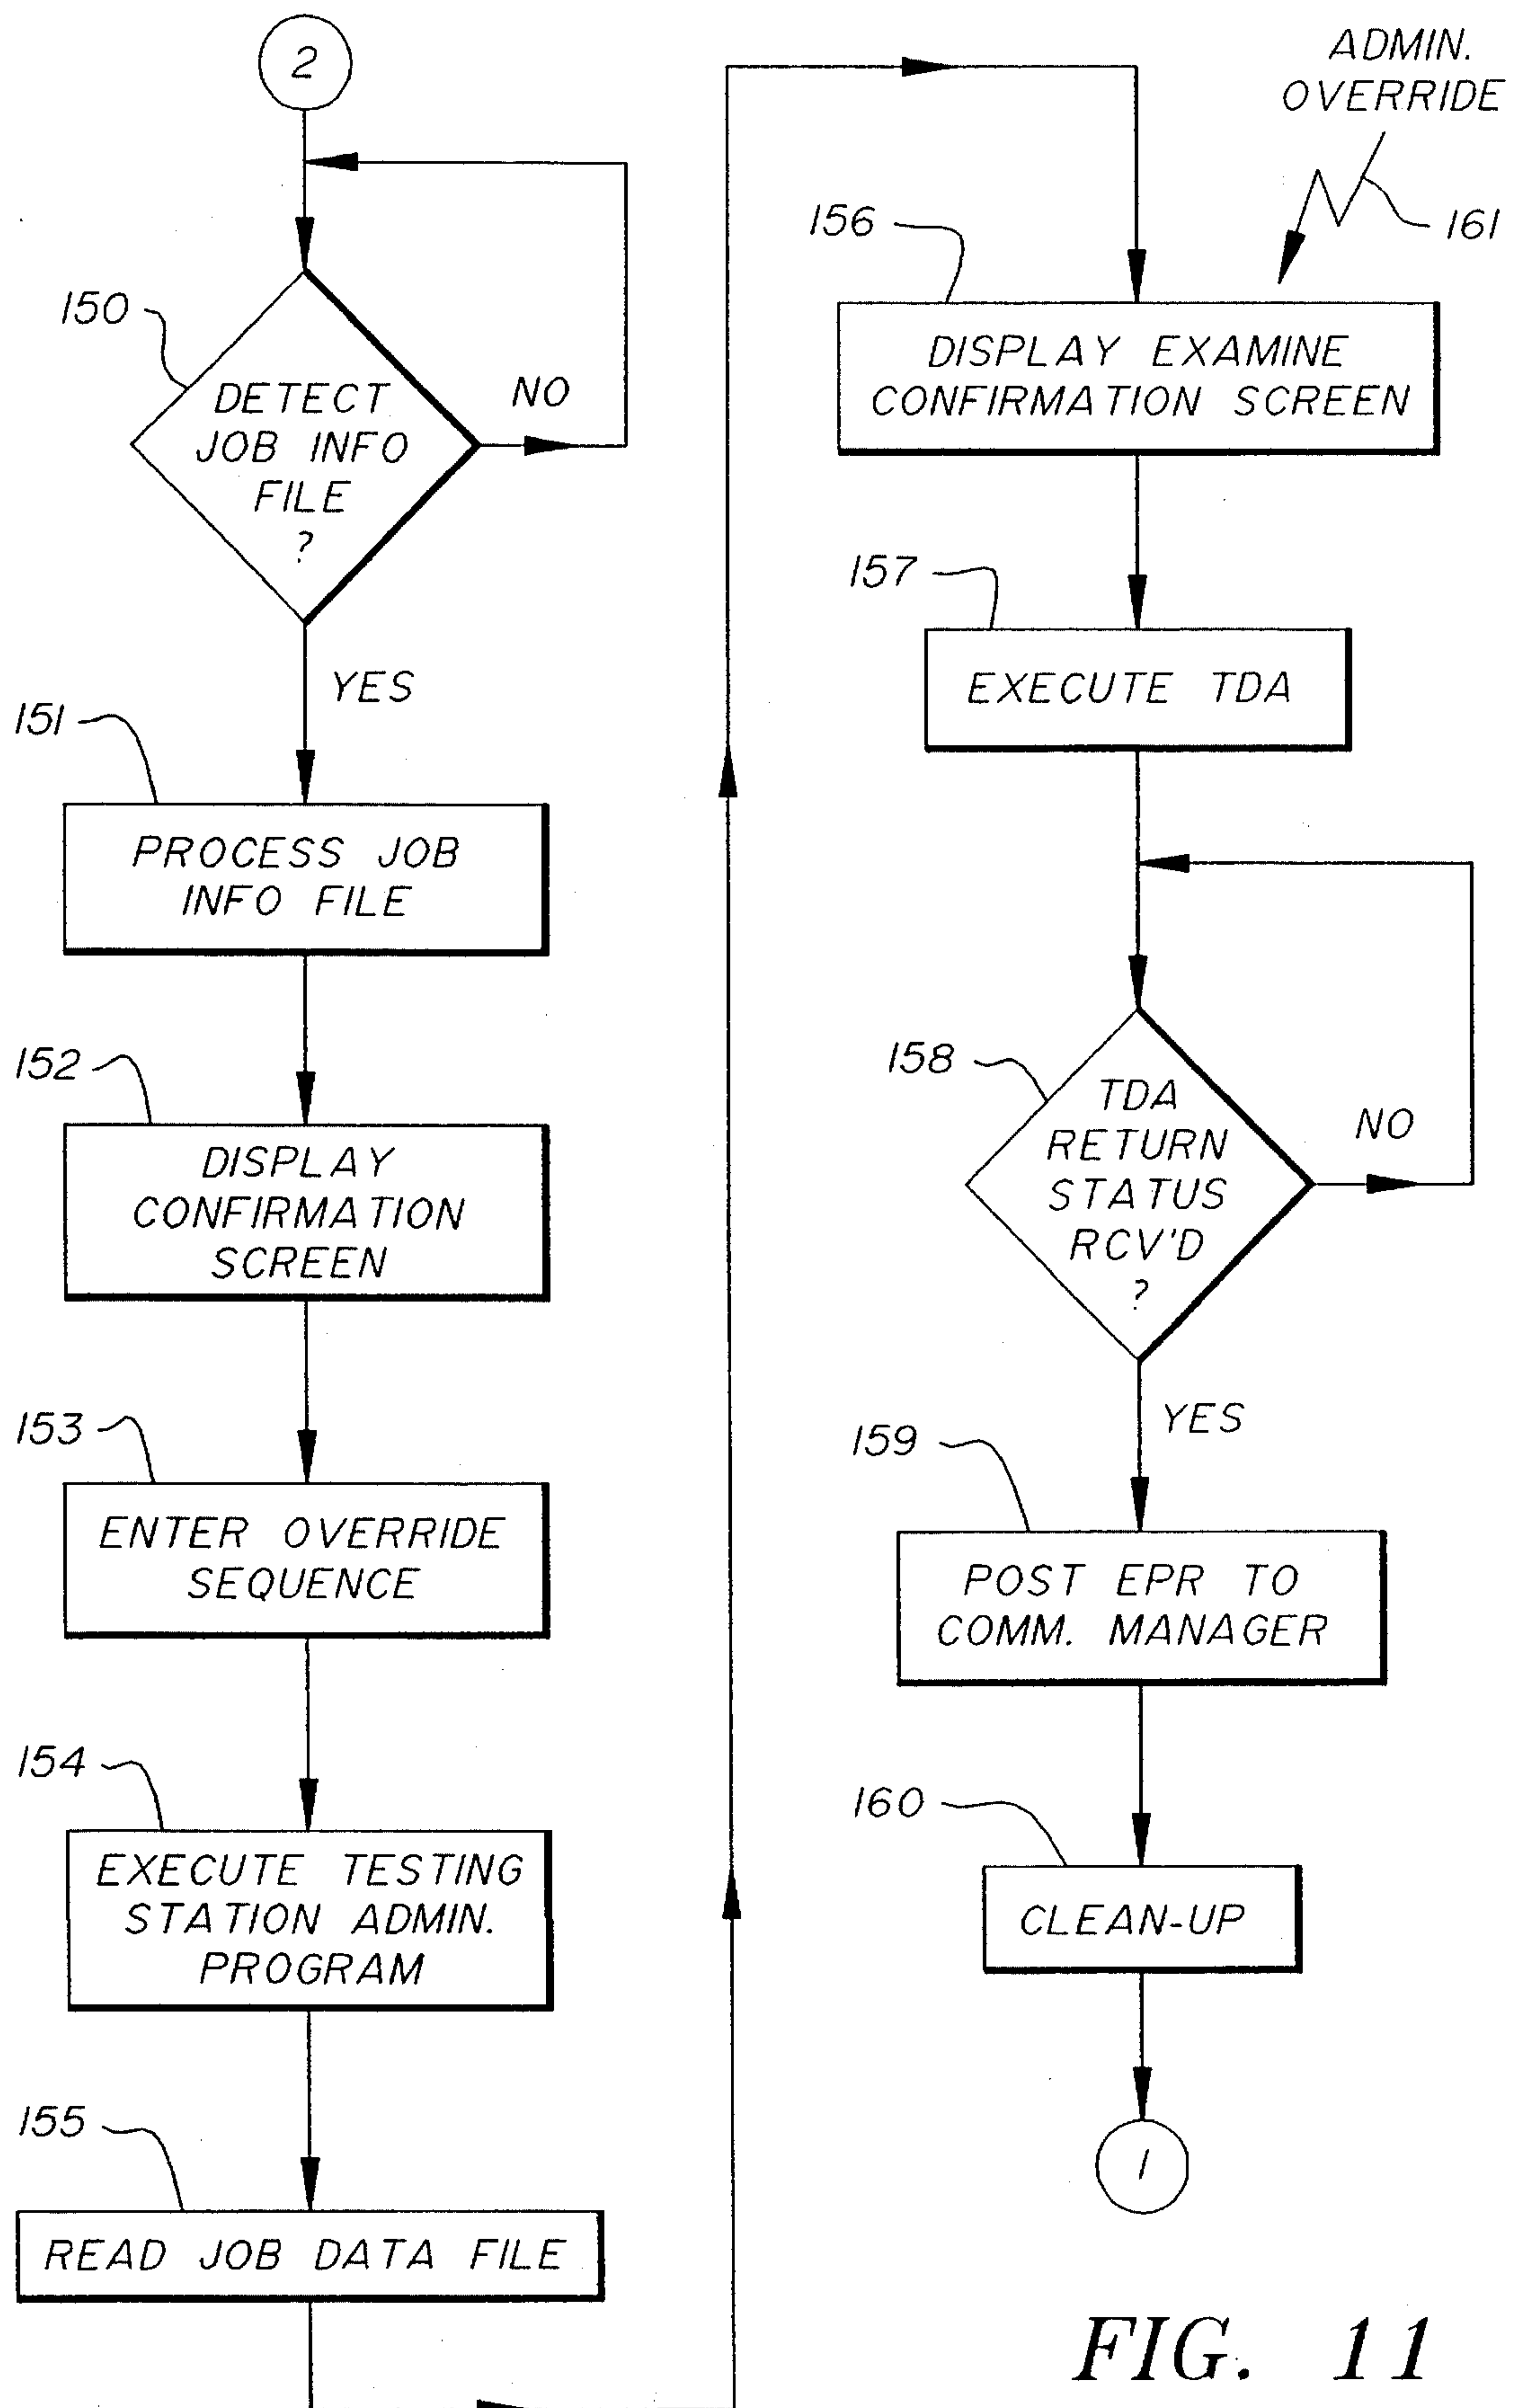 2
150
DETECT
JOB INFO
FILE
?
NO
YES
151
PROCESS JOB
INFO FILE
152
DISPLAY
CONFIRMATION
SCREEN
153
ENTER OVERRIDE
SEQUENCE
154
EXECUTE TESTING
STATION ADMIN.
PROGRAM
155
READ JOB DATA FILE
ADMIN.
OVERRIDE
161
156
DISPLAY EXAMINE
CONFIRMATION SCREEN
157
EXECUTE TDA
158
TDA
RETURN
STATUS
RCV'D
?
NO
YES
159
POST EPR TO
COMM. MANAGER
160
CLEAN-UP
1
FIG. 11